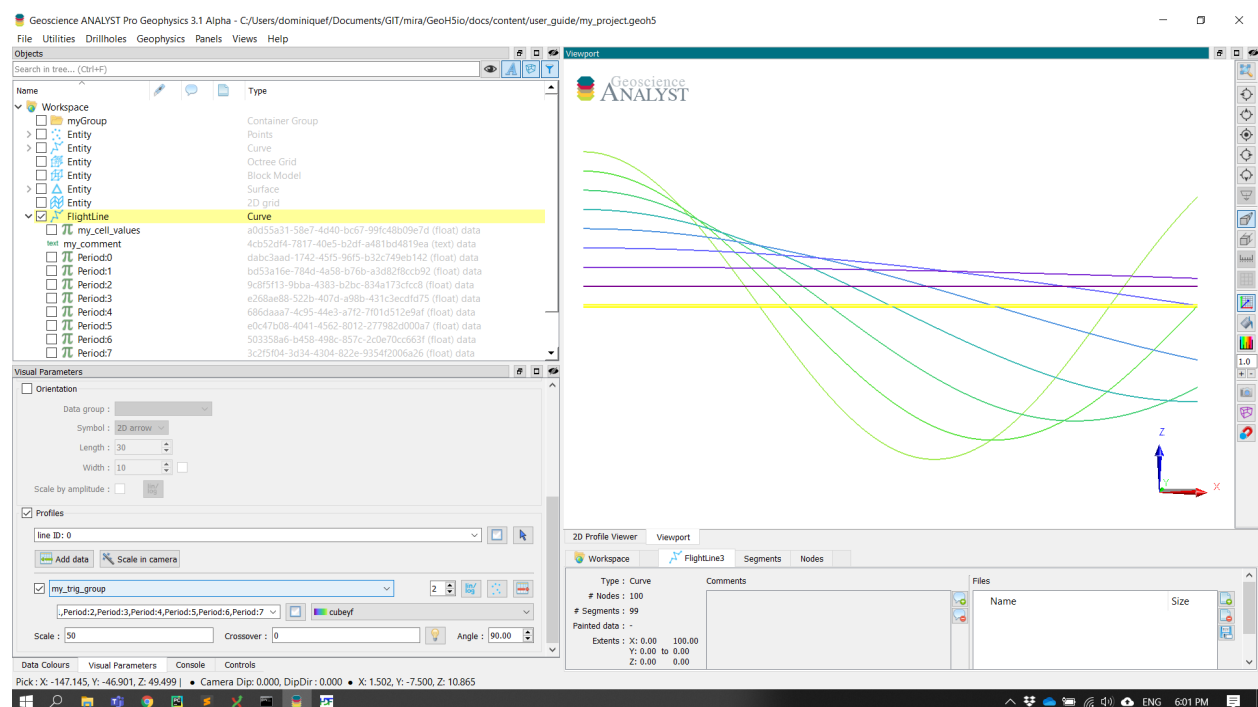 Geoscience ANALYST Pro Geophysics 3.1 Alpha - C:/Users/dominiquef/Documents/GIT/mira/GeoH5io/docs/content/user_guide/my_project.geoh5
File Utilities Drillholes Geophysics Panels Views Help
Objects
Search in tree... (Ctrl+F)
Name Type
Workspace
myGroup Container Group
Entity Points
Entity Curve
Entity Octree Grid
Entity Block Model
Entity Surface
Entity 2D grid
FlightLine Curve
my_cell_values a0d55a31-58e7-4d40-bc67-99fc48b09e7d (float) data
text my_comment 4cb52df4-7817-40e5-b2df-a481bd4819ea (text) data
Period:0 dabc3aad-1742-45f5-96f5-b32c749eb142 (float) data
Period:1 bd53a16e-784d-4a58-b76b-a3d82f8ccb92 (float) data
Period:2 9c8f5f13-595a-4383-b2bc-834a173cfcc8 (float) data
Period:3 e268ae88-522b-407d-a98b-431c3ecdfd75 (float) data
Period:4 686daaa7-4c95-44e3-a7f2-7f01d512e9af (float) data
Period:5 e0c47b08-4041-4562-8012-277982d000a7 (float) data
Period:6 503358a6-b458-498c-857c-2c0e70cc663f (float) data
Period:7 3c2f5f04-3d34-4304-822e-9354f2006a26 (float) data
Visual Parameters
Orientation
Data group :
Symbol : 2D arrow
Length : 30
Width : 10
Scale by amplitude : lin/log
Profiles
line ID: 0
Add data Scale in camera
my_trig_group 2 lin/log
:,Period:2,Period:3,Period:4,Period:5,Period:6,Period:7 cubeyf
Scale : 50 Crossover : 0 Angle : 90.00
Data Colours Visual Parameters Console Controls
Viewport
Geoscience
ANALYST
Z
Y
X
1.0
+ -
2D Profile Viewer Viewport
Workspace FlightLine3 Segments Nodes
Type : Curve
# Nodes : 100
# Segments : 99
Painted data : -
Extents : X: 0.00 100.00
Y: 0.00 to 0.00
Z: 0.00 0.00
Comments
Files
Name Size
Pick : X: -147.145, Y: -46.901, Z: 49.499 | ● Camera Dip: 0.000, DipDir : 0.000 ● X: 1.502, Y: -7.500, Z: 10.865
ENG 6:01 PM